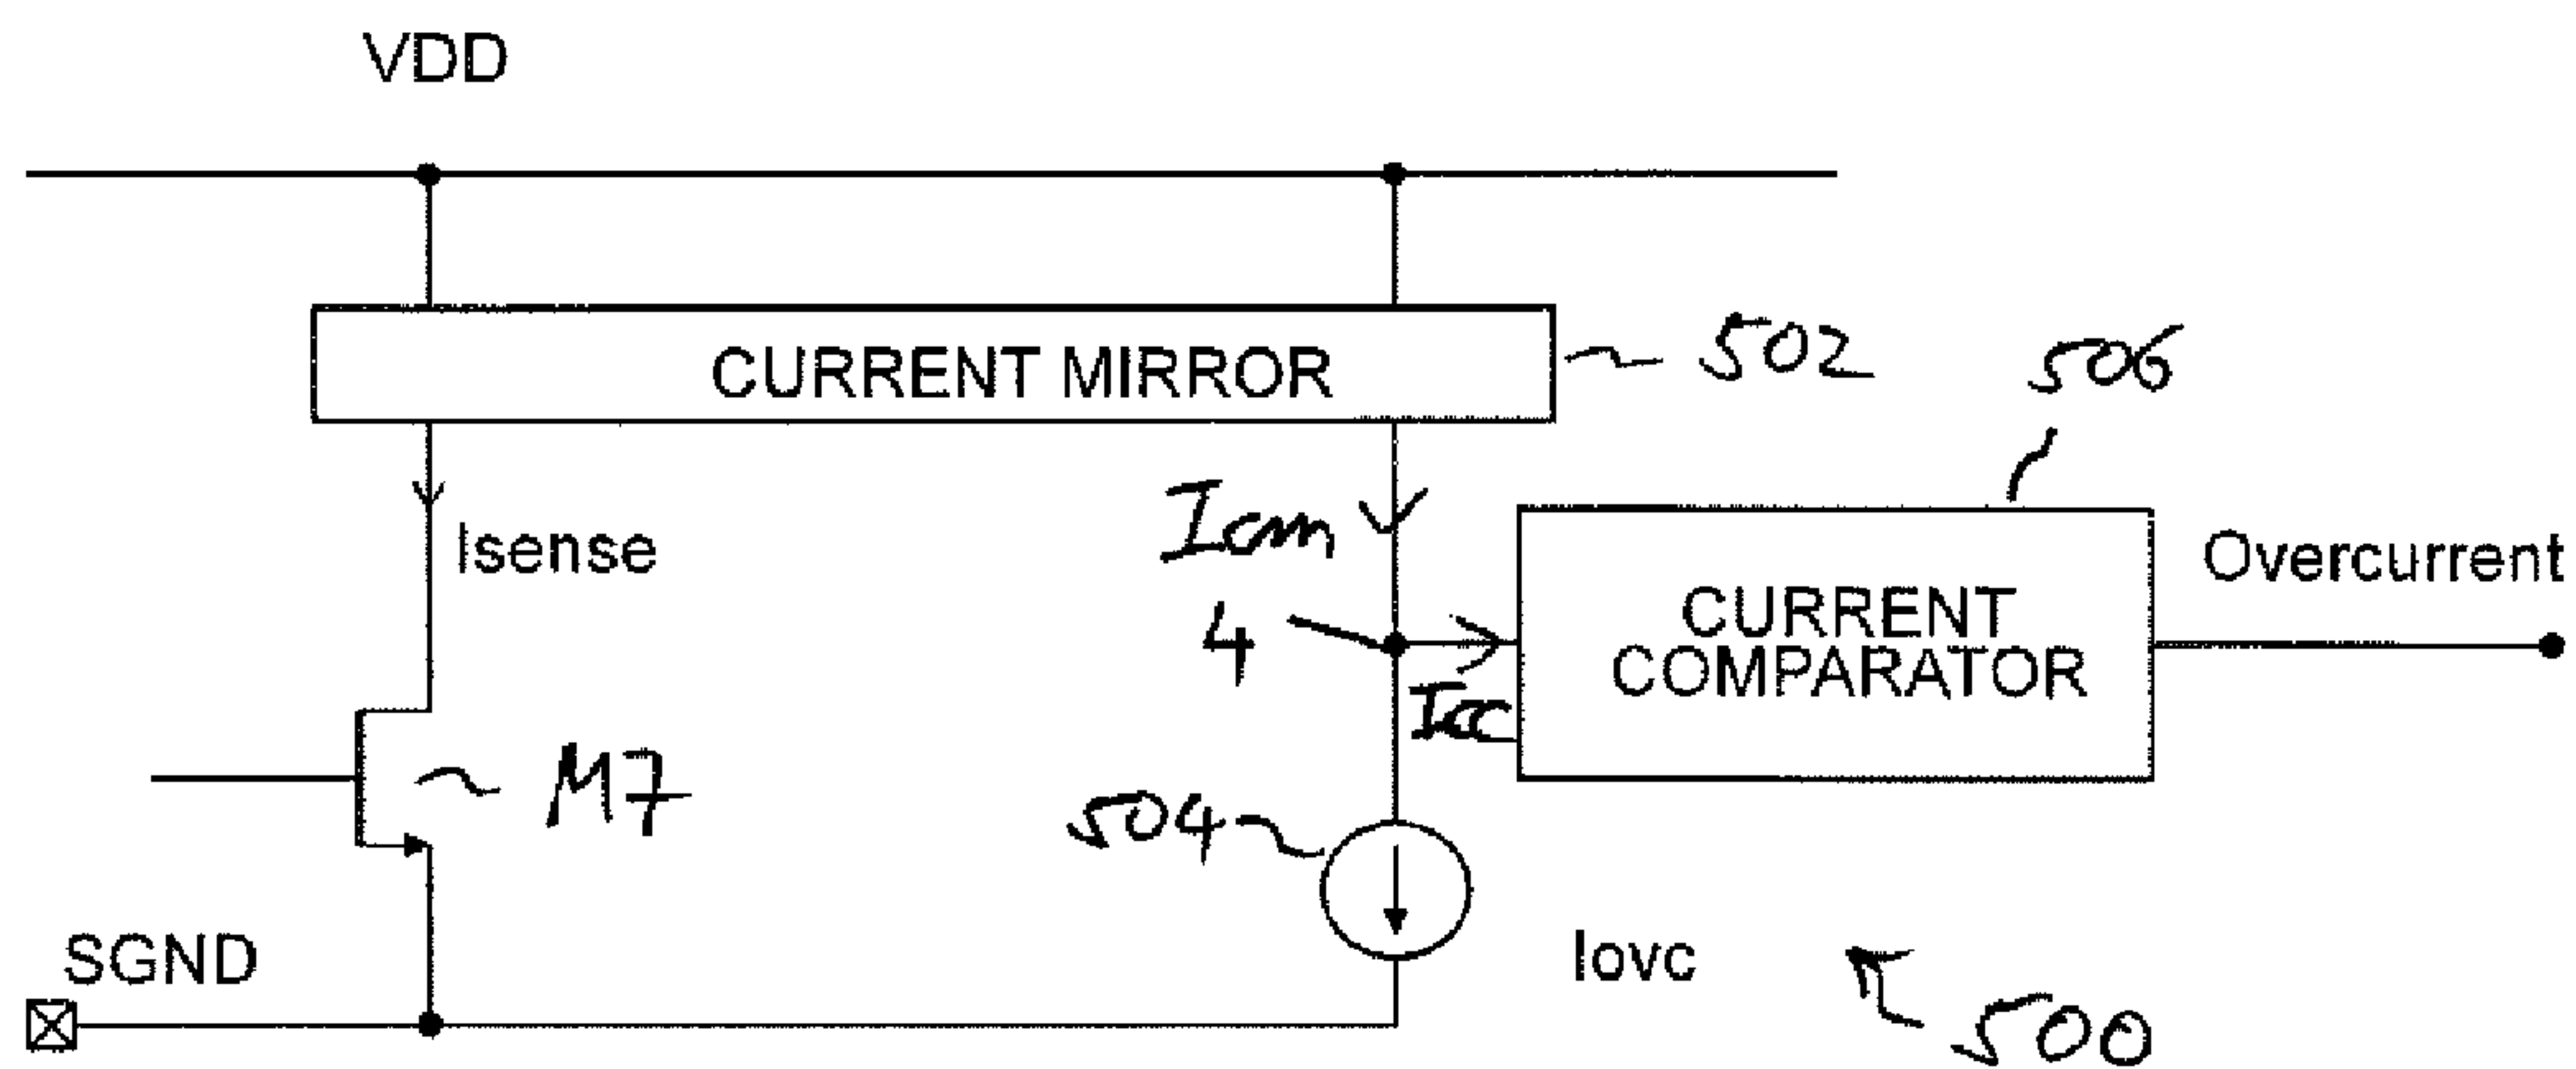 VDD
CURRENT MIRROR
502
506
Isense
Icm
4
Icc
CURRENT
COMPARATOR
Overcurrent
M7
504
SGND
Iovc
500